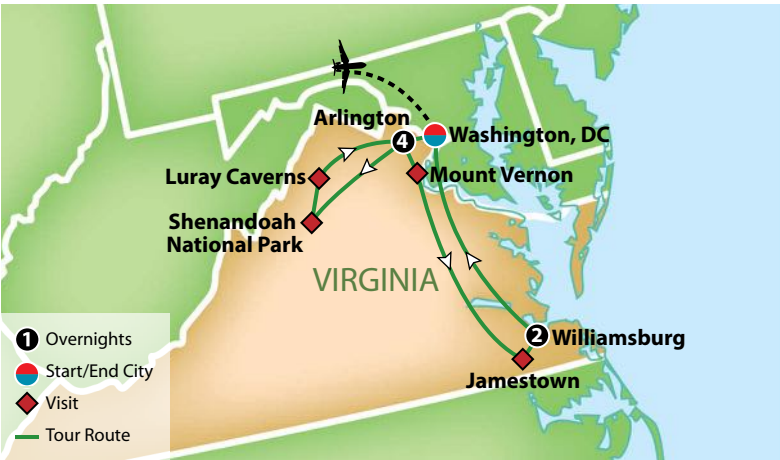 Arlington
4
Washington, DC
Luray Caverns
Mount Vernon
Shenandoah
National Park
VIRGINIA
2
Williamsburg
Jamestown
1 Overnights
Start/End City
Visit
Tour Route